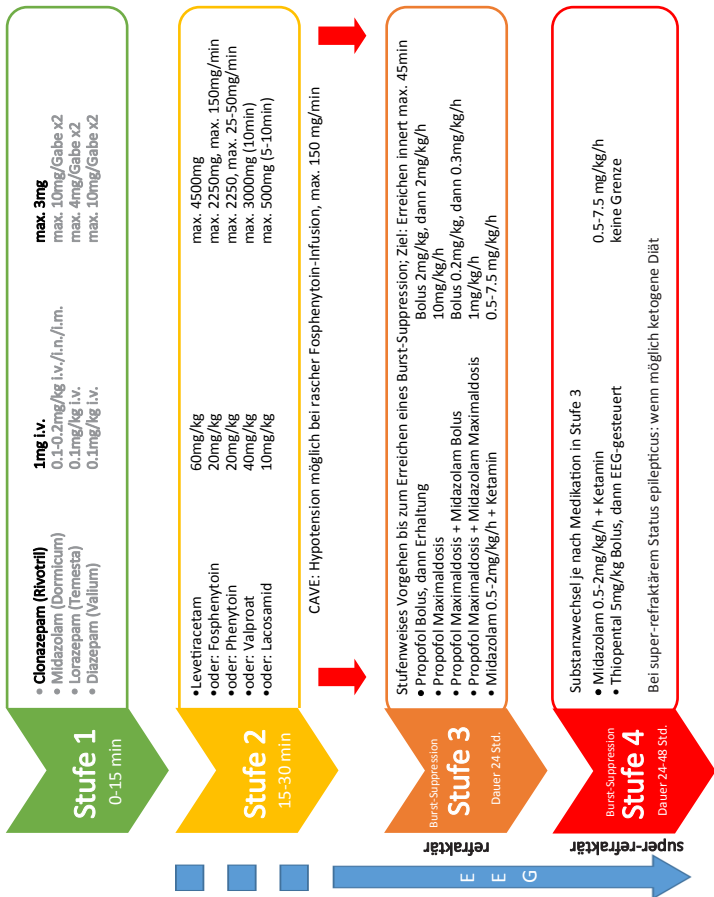 Stufe 1
0-15 min
• Clonazepam (Rivotril) 1mg i.v. max. 3mg
• Midazolam (Dormicum) 0.1-0.2mg/kg i.v./i.n./i.m. max. 10mg/Gabe x2
• Lorazepam (Temesta) 0.1mg/kg i.v. max. 4mg/Gabe x2
• Diazepam (Valium) 0.1mg/kg i.v. max. 10mg/Gabe x2
Stufe 2
15-30 min
•Levetiracetam 60mg/kg max. 4500mg
•oder: Fosphenytoin 20mg/kg max. 2250mg, max. 150mg/min
•oder: Phenytoin 20mg/kg max. 2250, max. 25-50mg/min
•oder: Valproat 40mg/kg max. 3000mg (10min)
•oder: Lacosamid 10mg/kg max. 500mg (5-10min)
CAVE: Hypotension möglich bei rascher Fosphenytoin-Infusion, max. 150 mg/min
refraktär
Burst-Suppression
Stufe 3
Dauer 24 Std.
Stufenweises Vorgehen bis zum Erreichen eines Burst-Suppression; Ziel: Erreichen innert max. 45min
• Propofol Bolus, dann Erhaltung Bolus 2mg/kg, dann 2mg/kg/h
• Propofol Maximaldosis 10mg/kg/h
• Propofol Maximaldosis + Midazolam Bolus Bolus 0.2mg/kg, dann 0.3mg/kg/h
• Propofol Maximaldosis + Midazolam Maximaldosis 1mg/kg/h
• Midazolam 0.5-2mg/kg/h + Ketamin 0.5-7.5 mg/kg/h
super-refraktär
Burst-Suppression
Stufe 4
Dauer 24-48 Std.
Substanzwechsel je nach Medikation in Stufe 3
• Midazolam 0.5-2mg/kg/h + Ketamin 0.5-7.5 mg/kg/h
• Thiopental 5mg/kg Bolus, dann EEG-gesteuert keine Grenze
Bei super-refraktärem Status epilepticus: wenn möglich ketogene Diät
E E G